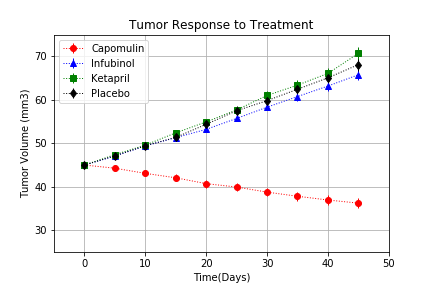 Tumor Response to Treatment
Capomulin
Infubinol
Ketapril
Placebo
Tumor Volume (mm3)
70
60
50
40
30
0
10
20
30
40
50
Time(Days)